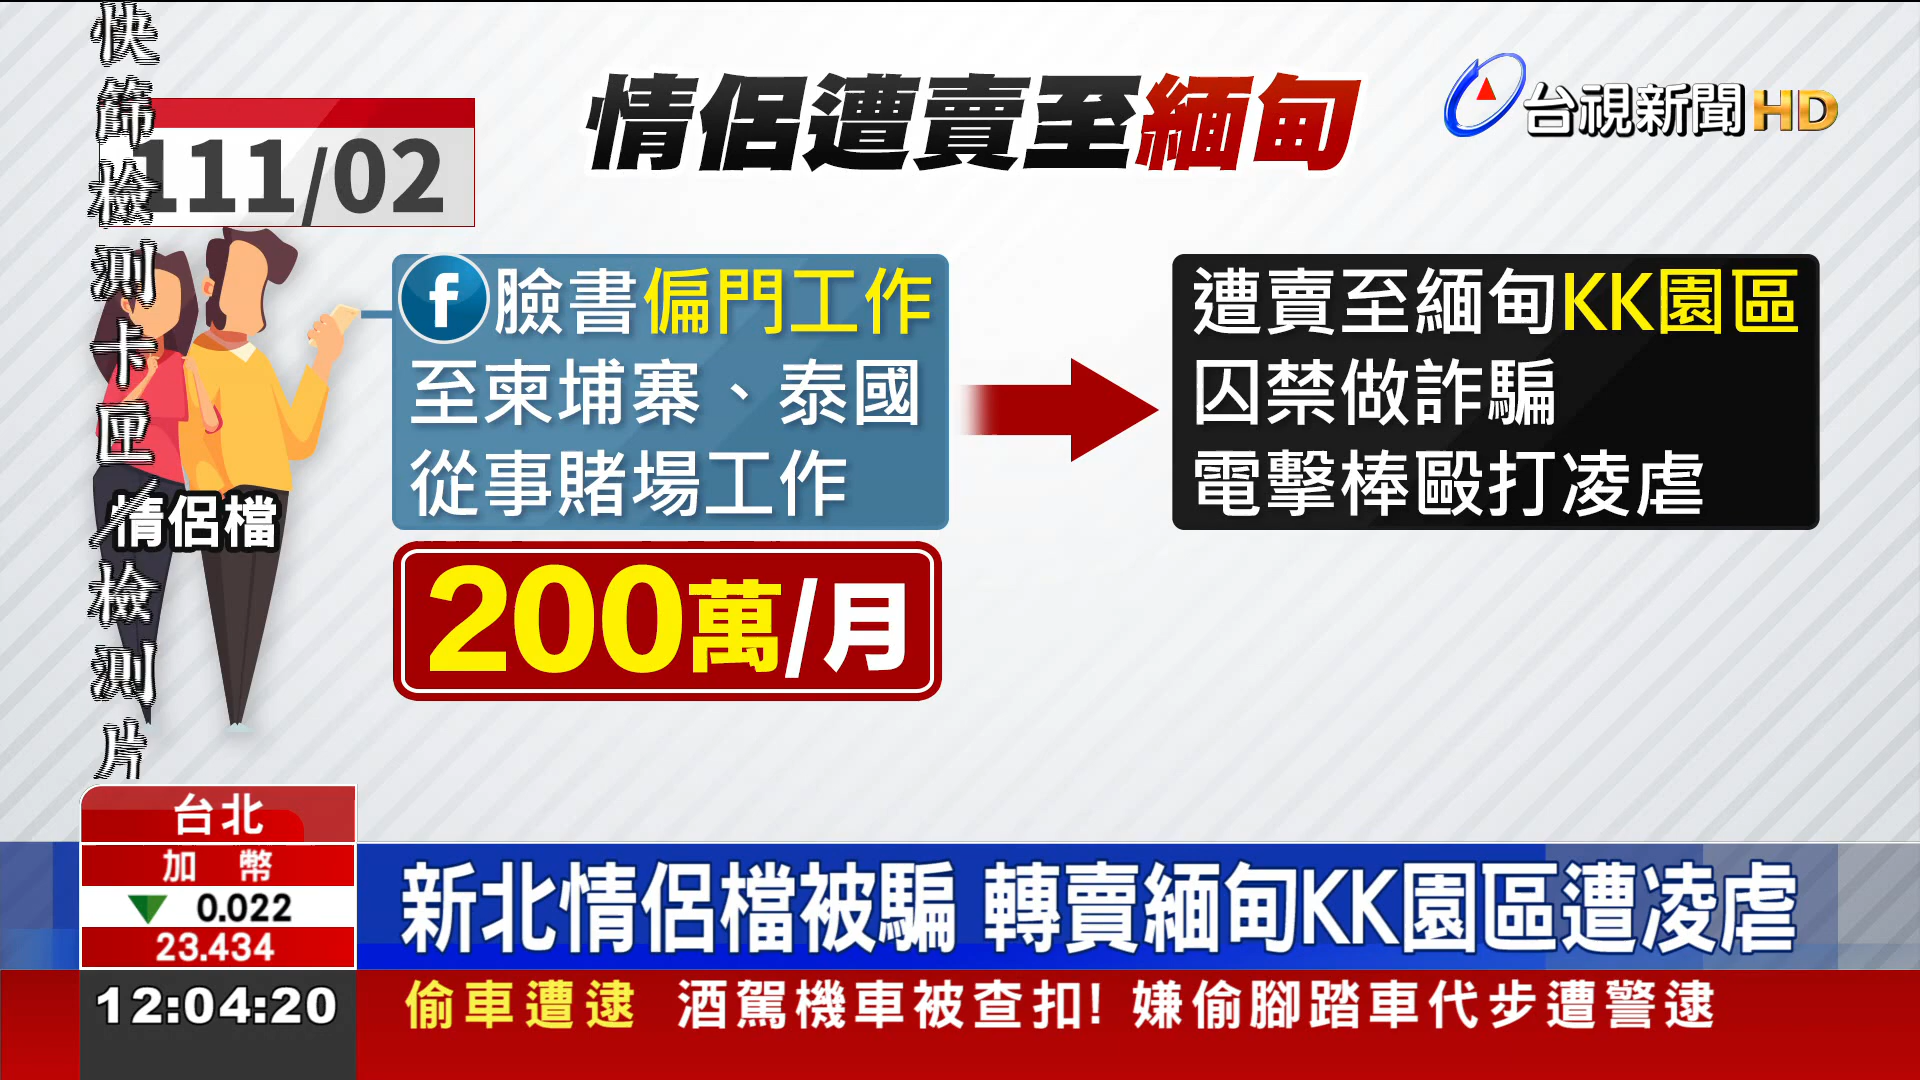 快篩檢測卡匣/檢測片
111/02
情侶遭賣至緬甸
台視新聞HD
f臉書偏門工作
至柬埔寨、泰國
從事賭場工作
200萬/月
情侶檔
遭賣至緬甸KK園區
囚禁做詐騙
電擊棒毆打凌虐
台北
加 幣
0.022
23.434
12:04:20
新北情侶檔被騙 轉賣緬甸KK園區遭凌虐
偷車遭逮 酒駕機車被查扣! 嫌偷腳踏車代步遭警逮